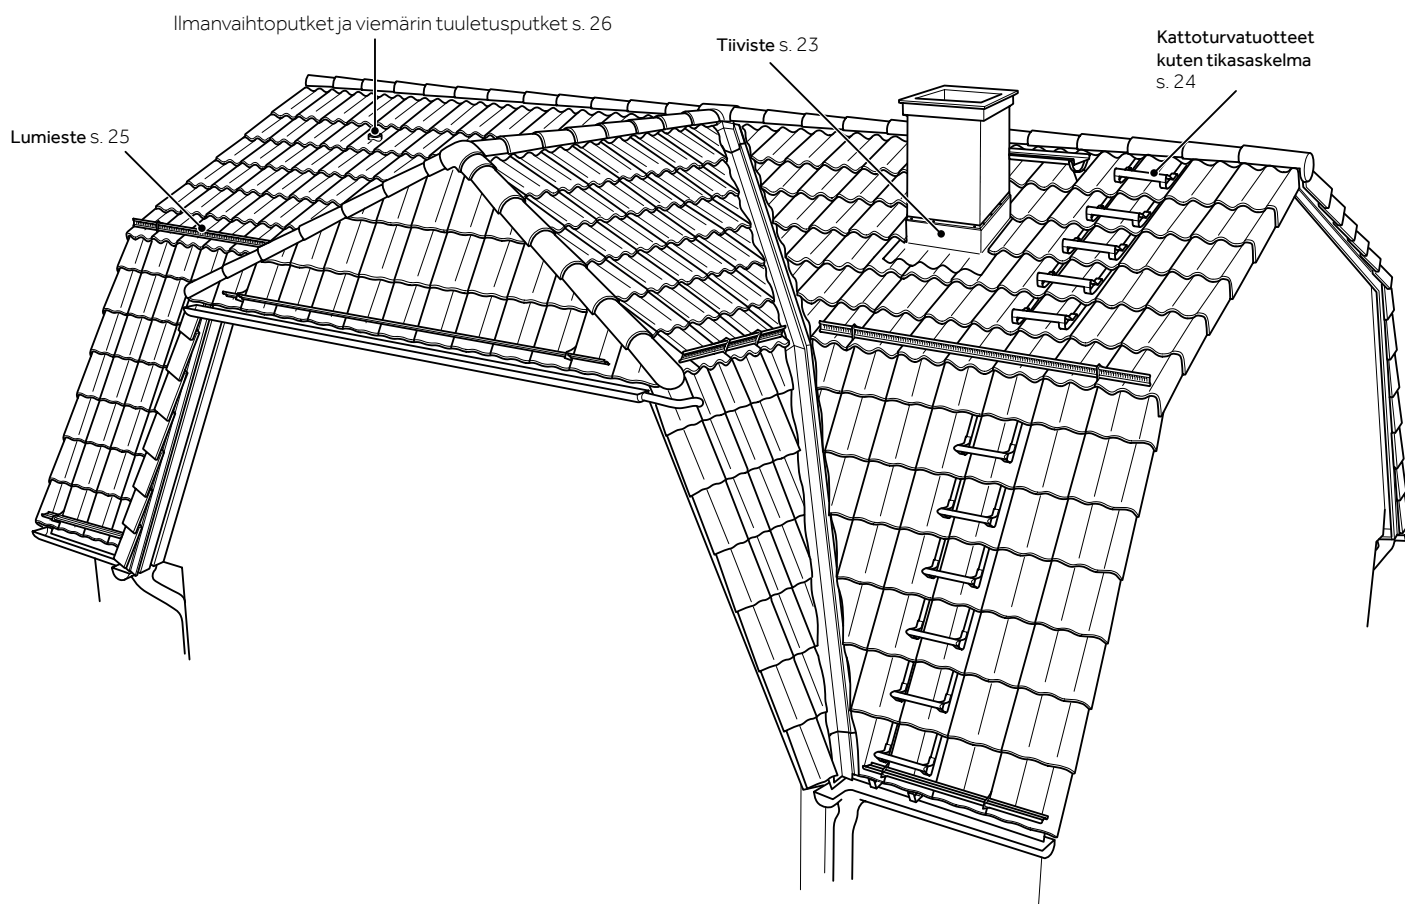 Ilmanvaihtoputket ja viemärin tuuletusputket s. 26
Tiiviste s. 23
Kattoturvatuotteet
kuten tikasaskelma
s. 24
Lumieste s. 25